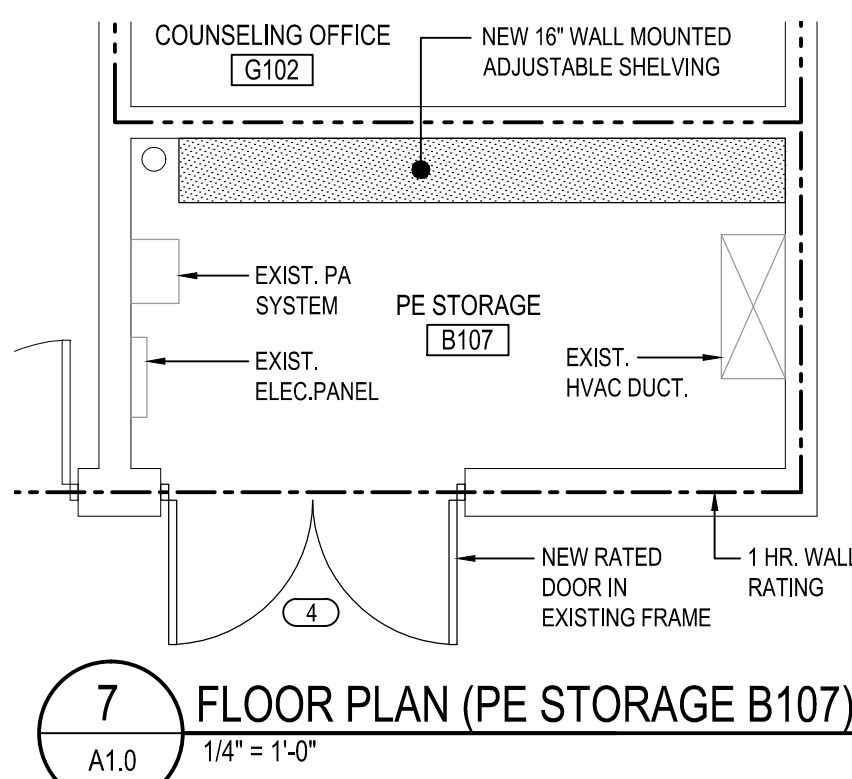 COUNSELING OFFICE
G102
NEW 16" WALL MOUNTED
ADJUSTABLE SHELVING
EXIST. PA
SYSTEM
PE STORAGE
B107
EXIST.
ELEC.PANEL
EXIST.
HVAC DUCT.
NEW RATED
DOOR IN
EXISTING FRAME
1 HR. WALL
RATING
4
7
A1.0
FLOOR PLAN (PE STORAGE B107)
1/4" = 1'-0"